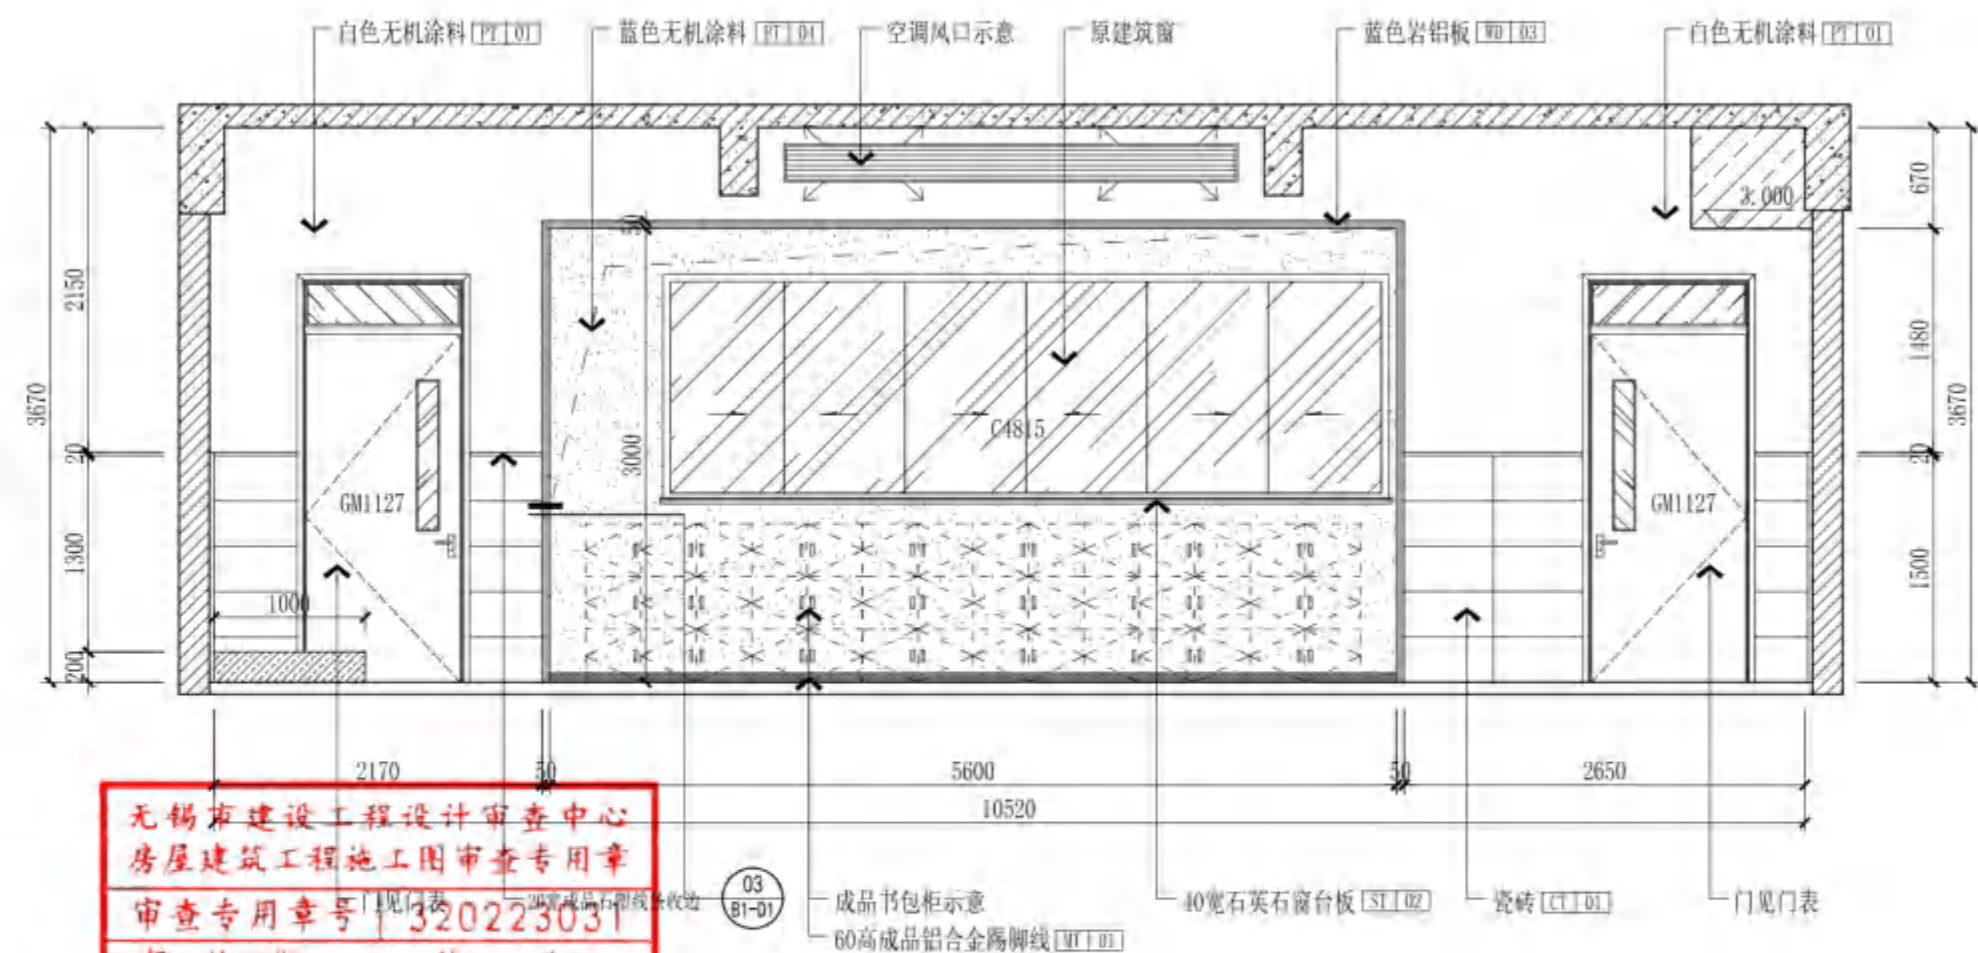 白色无机涂料 PT 01
蓝色无机涂料 PT 04
空调风口示意
原建筑窗
蓝色岩铝板 WD 03
白色无机涂料 PT 01
3.000
670
50
2150
1480
3670
3670
3000
C4815
20
20
GM1127
GM1127
1300
1500
1000
200
2170
50
5600
50
2650
10520
无锡市建设工程设计审查中心
房屋建筑工程施工图审查专用章
审查专用章号 320223031
门见门表
03
B1-01
成品书包柜示意
60高成品铝合金踢脚线 MT 01
40宽石英石窗台板 ST 02
瓷砖 CT 01
门见门表